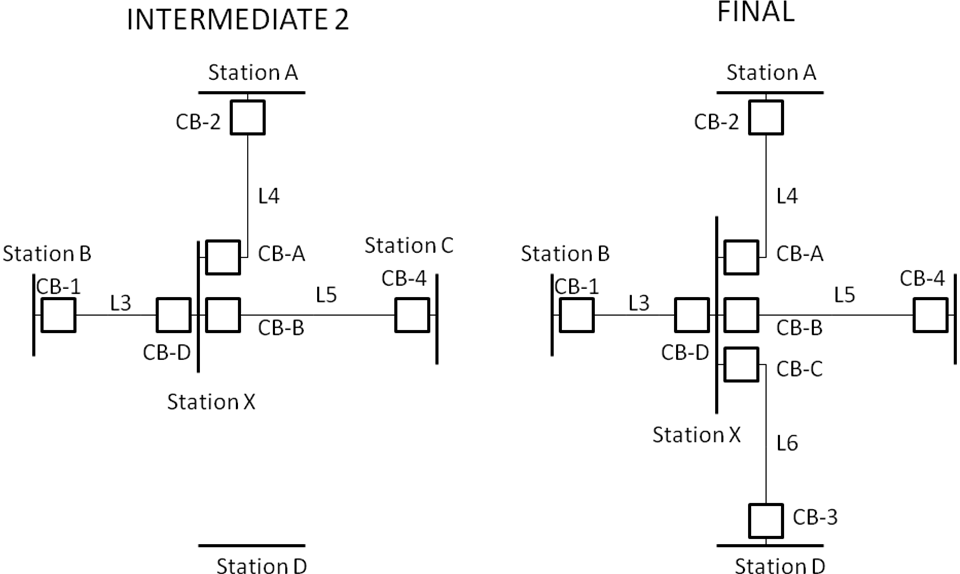 INTERMEDIATE 2
Station A
CB-2
L4
Station B
CB-A
Station C
CB-1
L3
L5
CB-4
CB-D
CB-B
Station X
Station D
FINAL
Station A
CB-2
L4
Station B
CB-A
CB-4
CB-1
L3
L5
CB-B
CB-D
CB-C
Station X
L6
CB-3
Station D